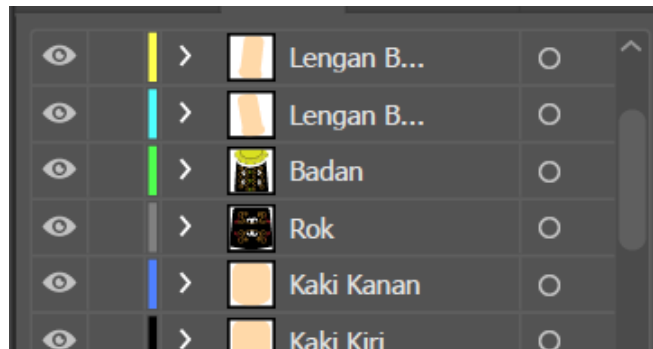 Lengan B...
Lengan B...
Badan
Rok
Kaki Kanan
Kaki Kiri